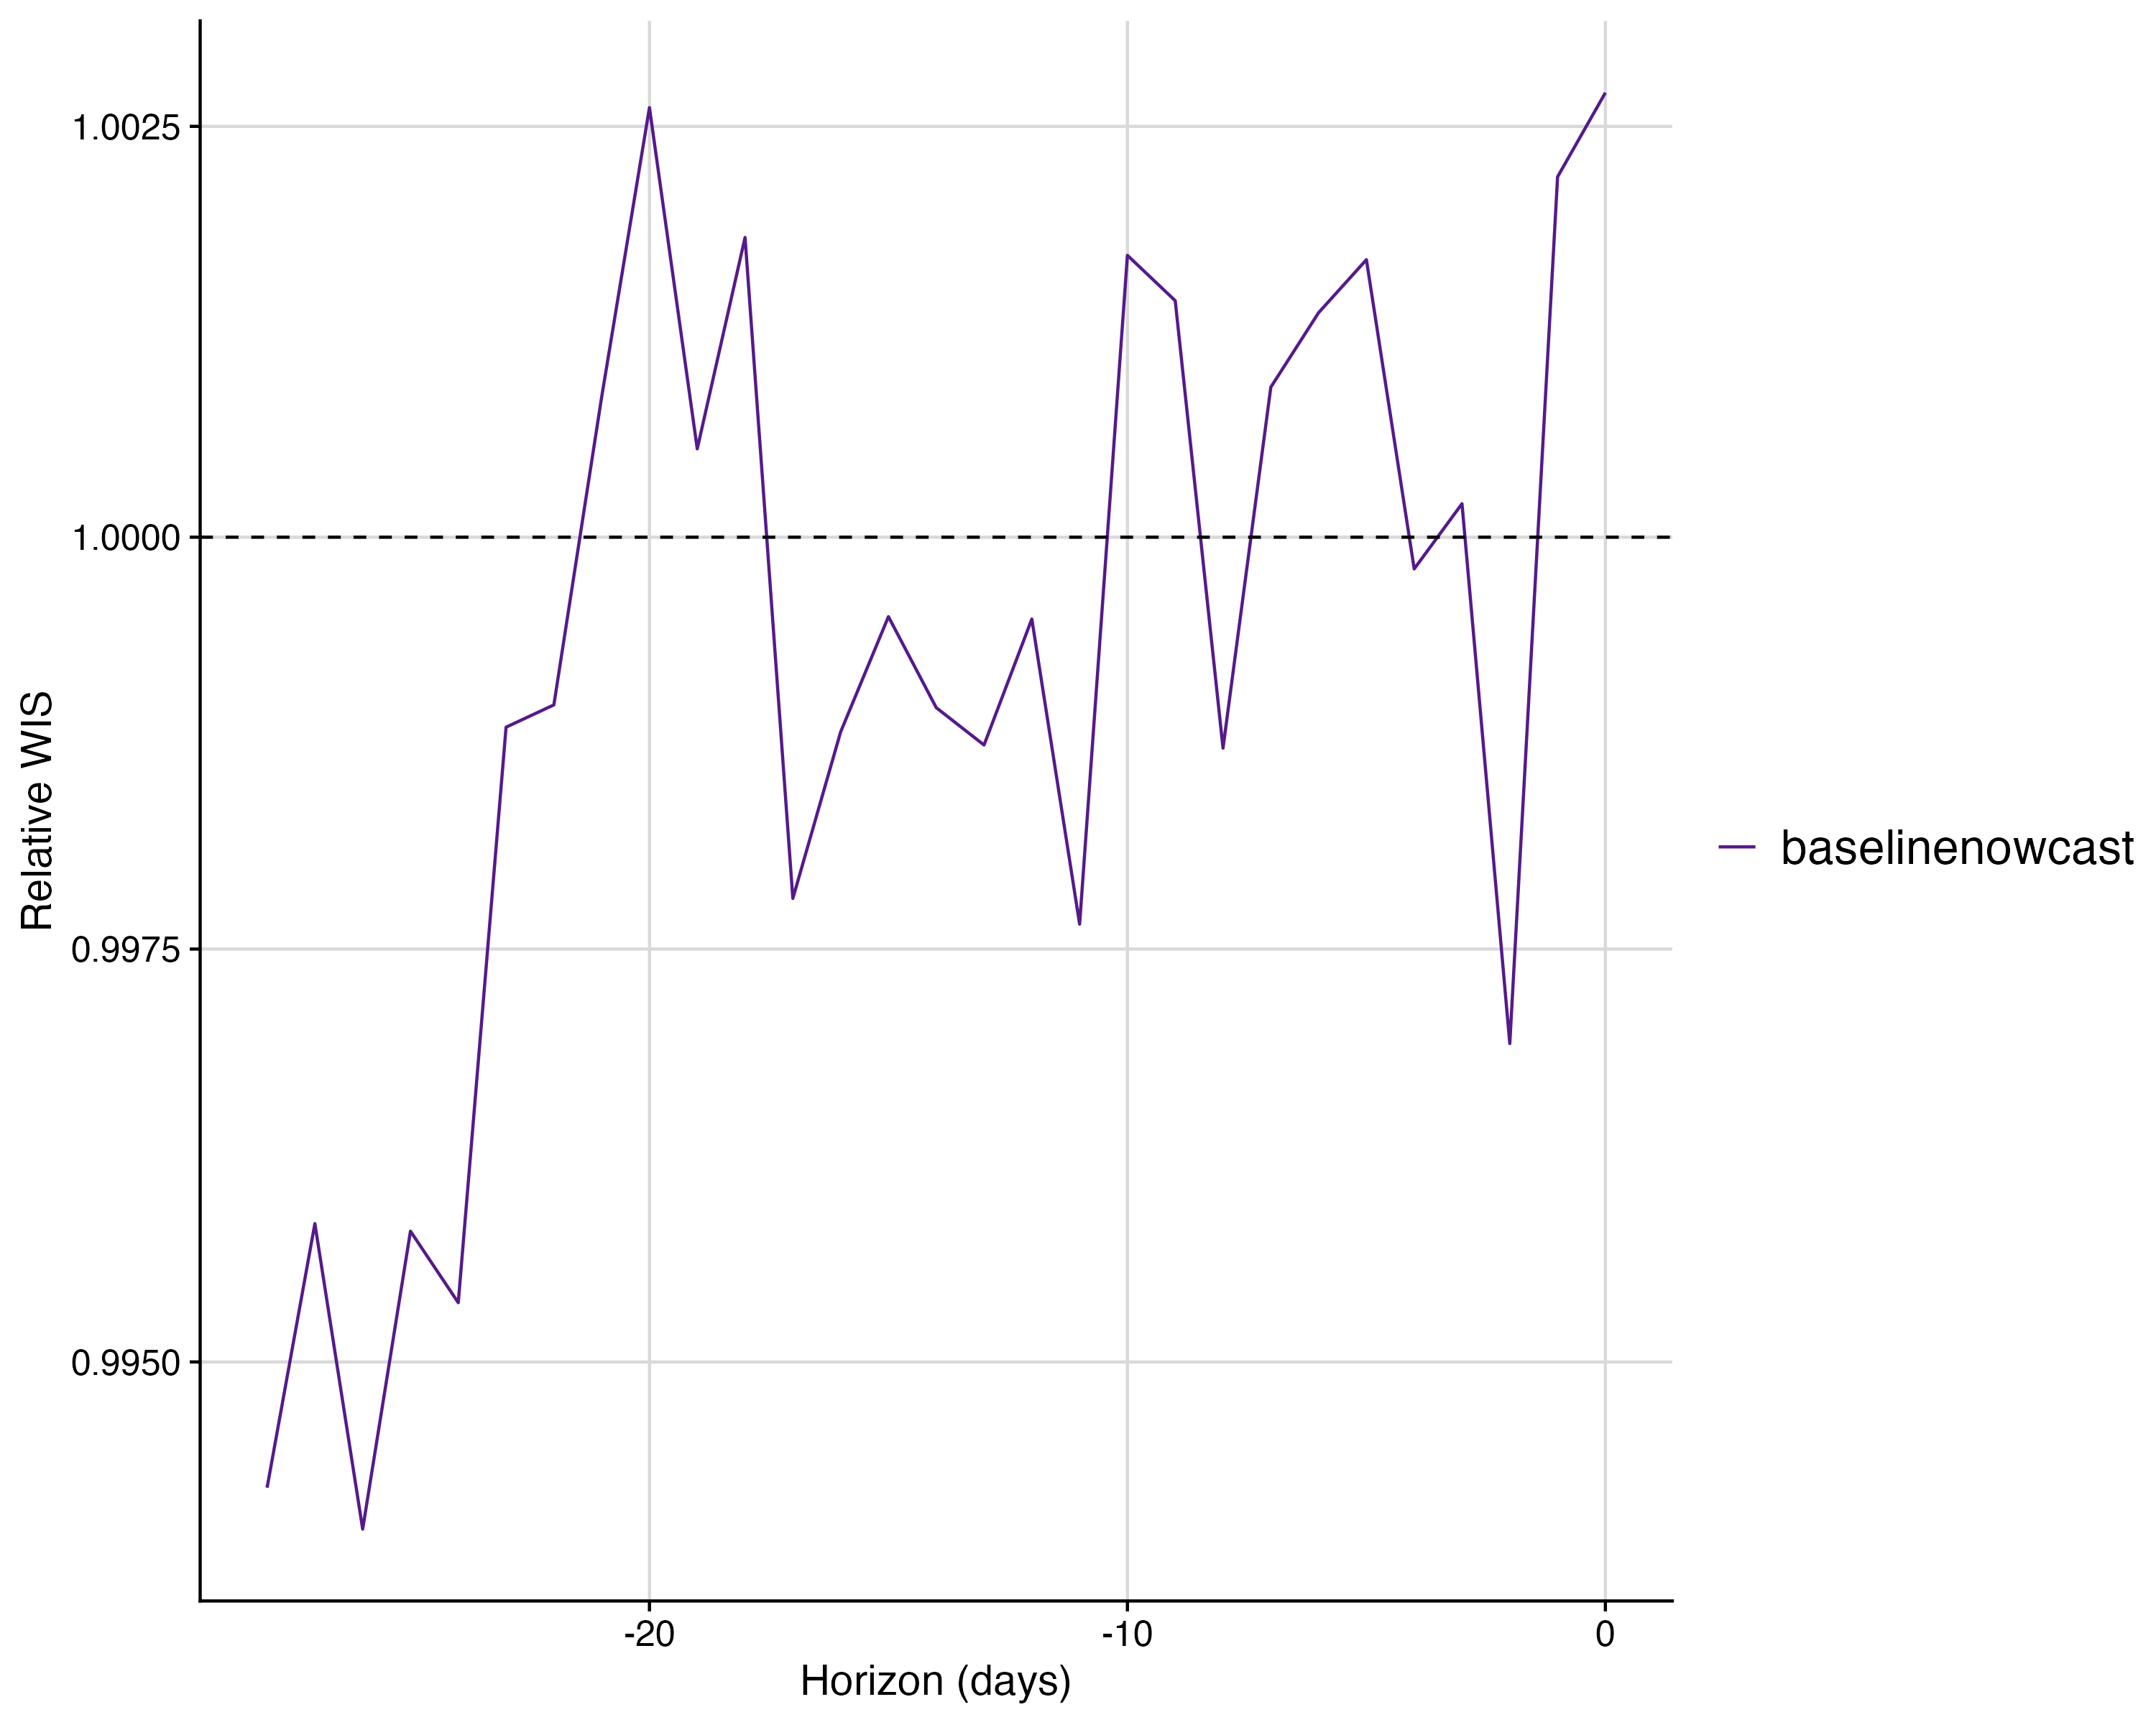 1.0025
1.0000
0.9975
0.9950
Relative WIS
-20
-10
0
Horizon (days)
baselinenowcast